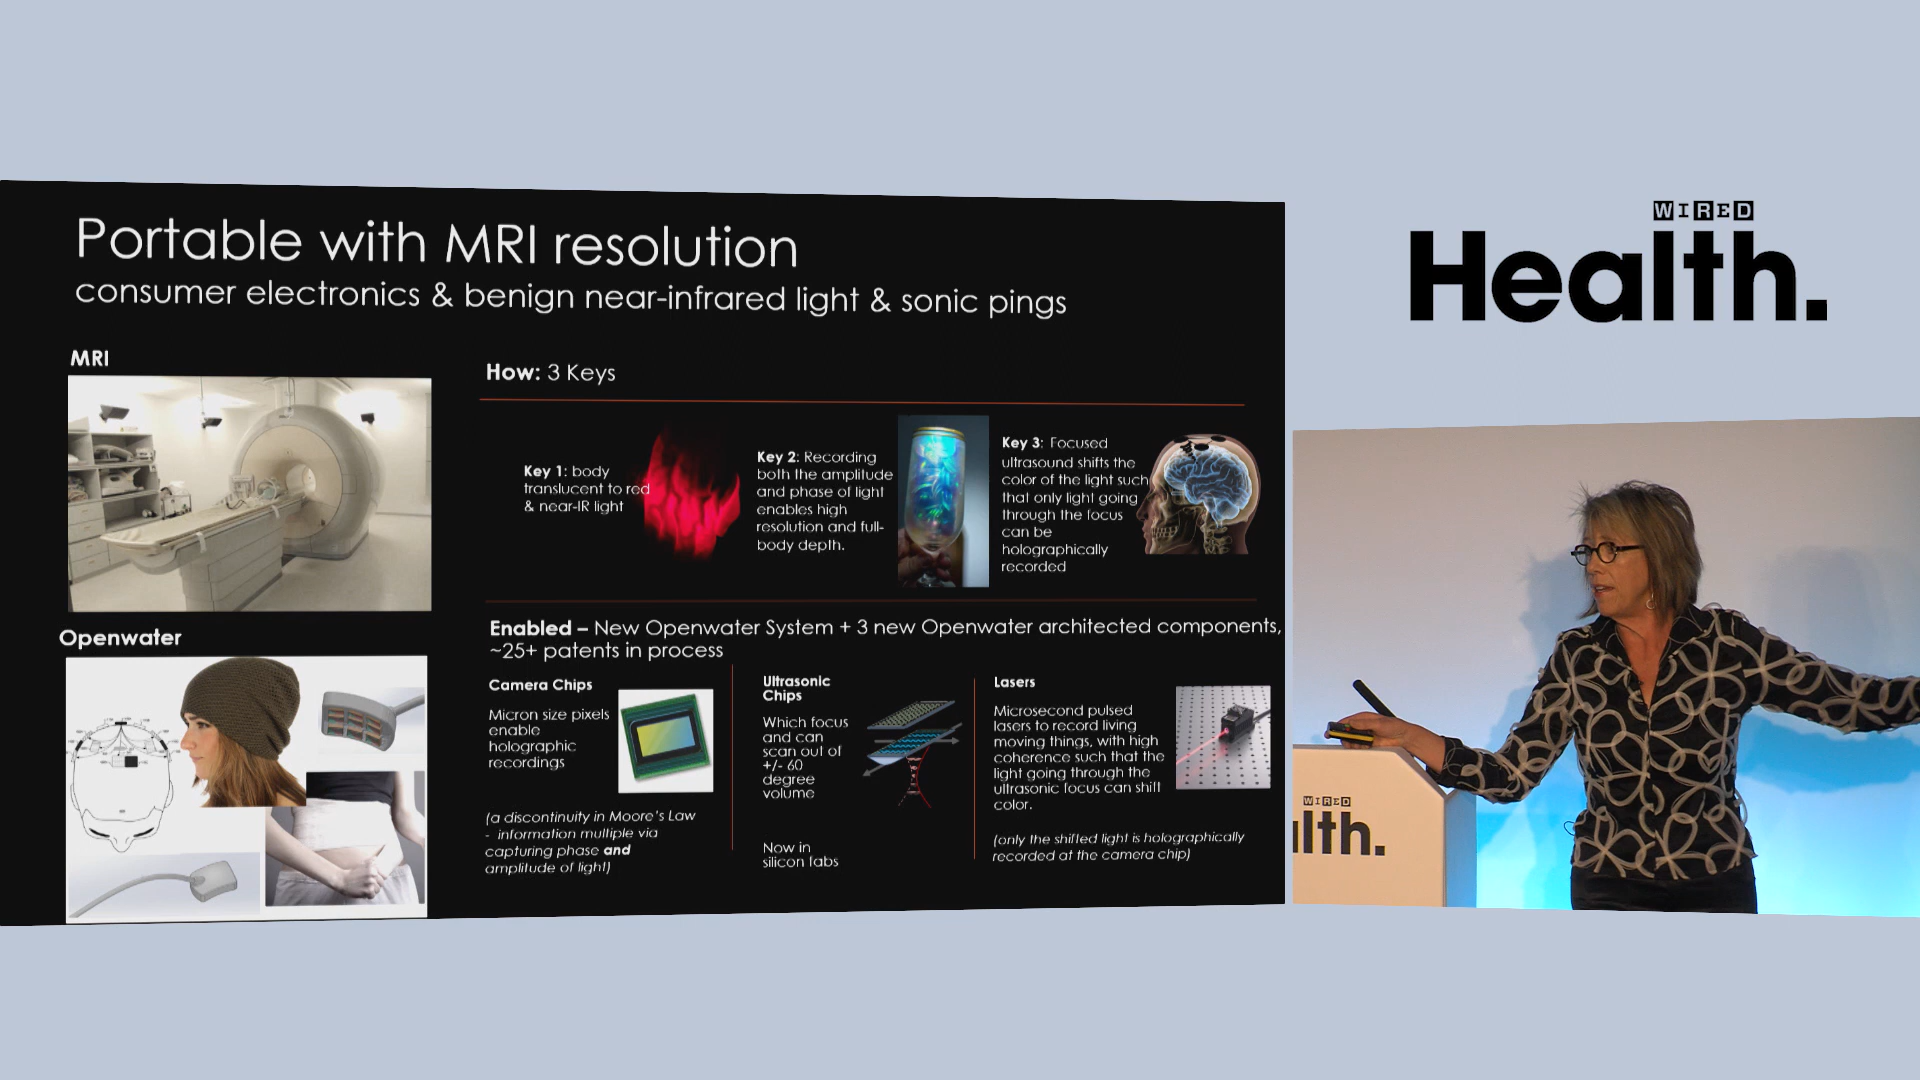 Portable with MRI resolution
consumer electronics & benign near-infrared light & sonic pings
MRI
Openwater
How: 3 Keys
Key 1: body
translucent to red
& near-IR light
Key 2: Recording
both the amplitude
and phase of light
enables high
resolution and full-
body depth.
Key 3: Focused
ultrasound shifts the
color of the light such
that only light going
through the focus
can be
holographically
recorded
Enabled – New Openwater System + 3 new Openwater architected components,
~25+ patents in process
Camera Chips
Micron size pixels
enable
holographic
recordings
(a discontinuity in Moore's Law
- information multiple via
capturing phase and
amplitude of light)
Ultrasonic
Chips
Which focus
and can
scan out of
+/- 60
degree
volume
Now in
silicon fabs
Lasers
Microsecond pulsed
lasers to record living
moving things, with high
coherence such that the
light going through the
ultrasonic focus can shift
color.
(only the shifted light is holographically
recorded at the camera chip)
WIRED
Health.
WIRED
alth.